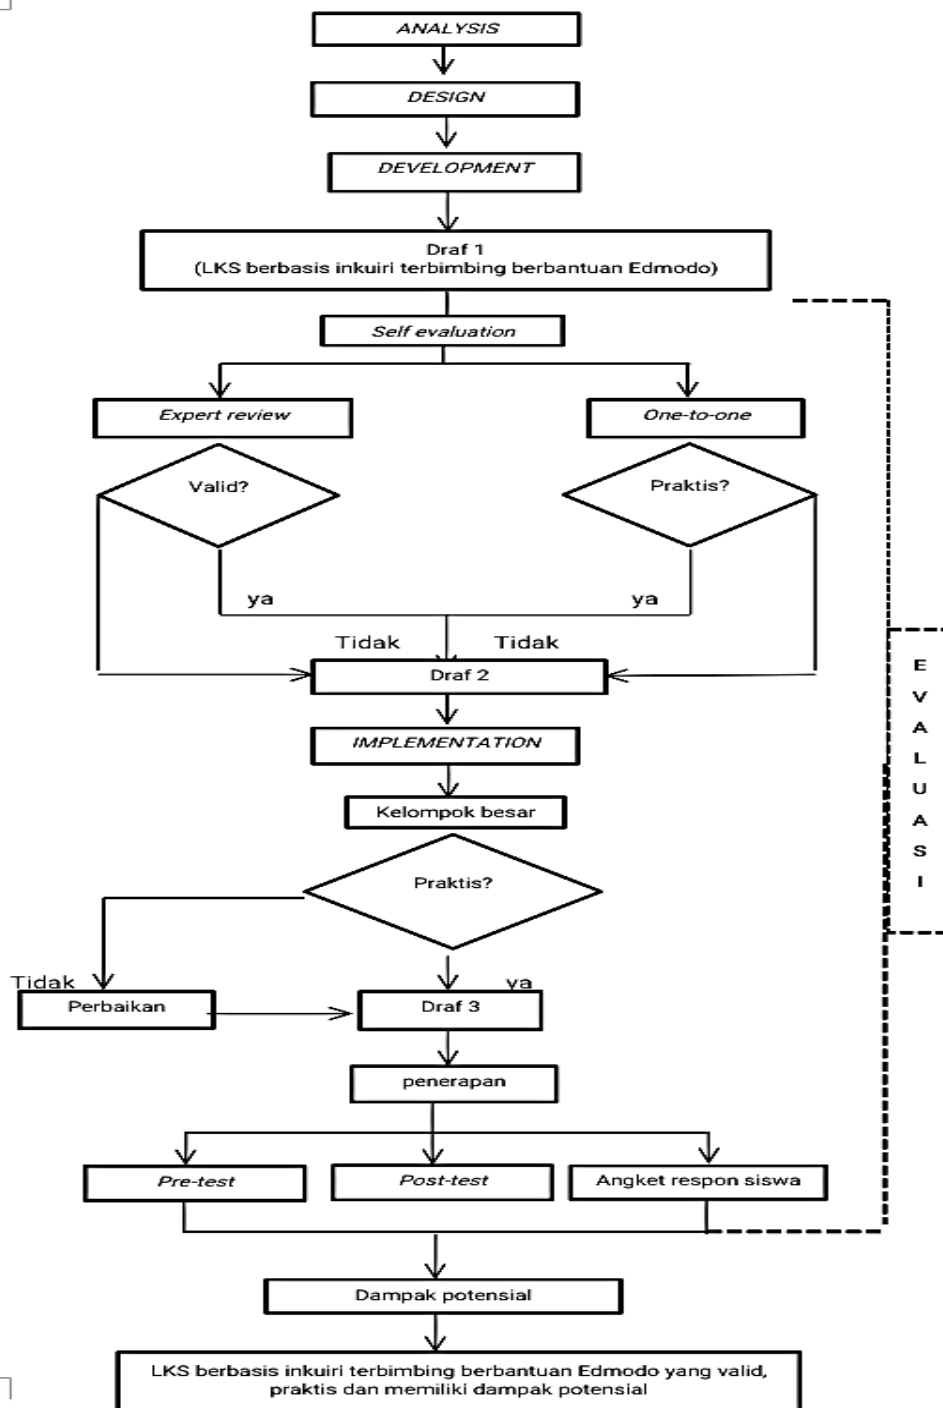 ANALYSIS
DESIGN
DEVELOPMENT
Draf 1
(LKS berbasis inkuiri terbimbing berbantuan Edmodo)
Self evaluation
Expert review
One-to-one
Valid?
Praktis?
ya
ya
Tidak
Tidak
Draf 2
IMPLEMENTATION
Kelompok besar
Praktis?
Tidak
ya
Perbaikan
Draf 3
penerapan
Pre-test
Post-test
Angket respon siswa
Dampak potensial
LKS berbasis inkuiri terbimbing berbantuan Edmodo yang valid,
praktis dan memiliki dampak potensial
E
V
A
L
U
A
S
I